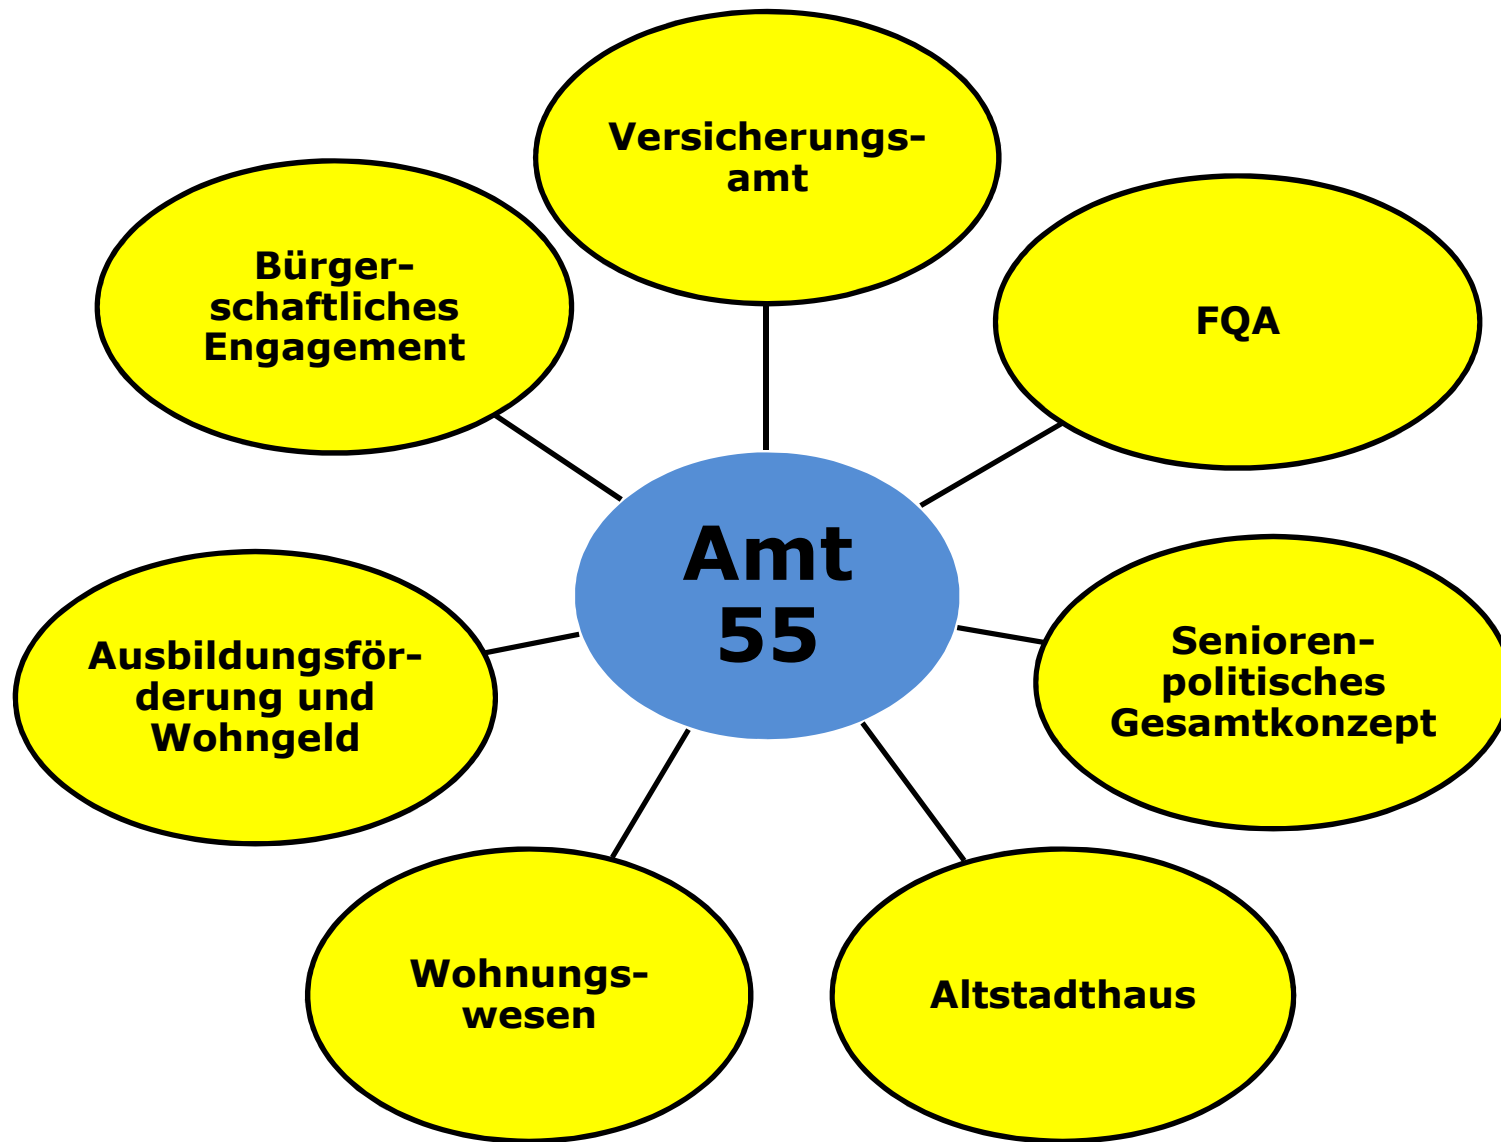 Versicherungs-
amt
Bürger-
schaftliches
Engagement
FQA
Amt
55
Ausbildungsför-
derung und
Wohngeld
Senioren-
politisches
Gesamtkonzept
Wohnungs-
wesen
Altstadthaus